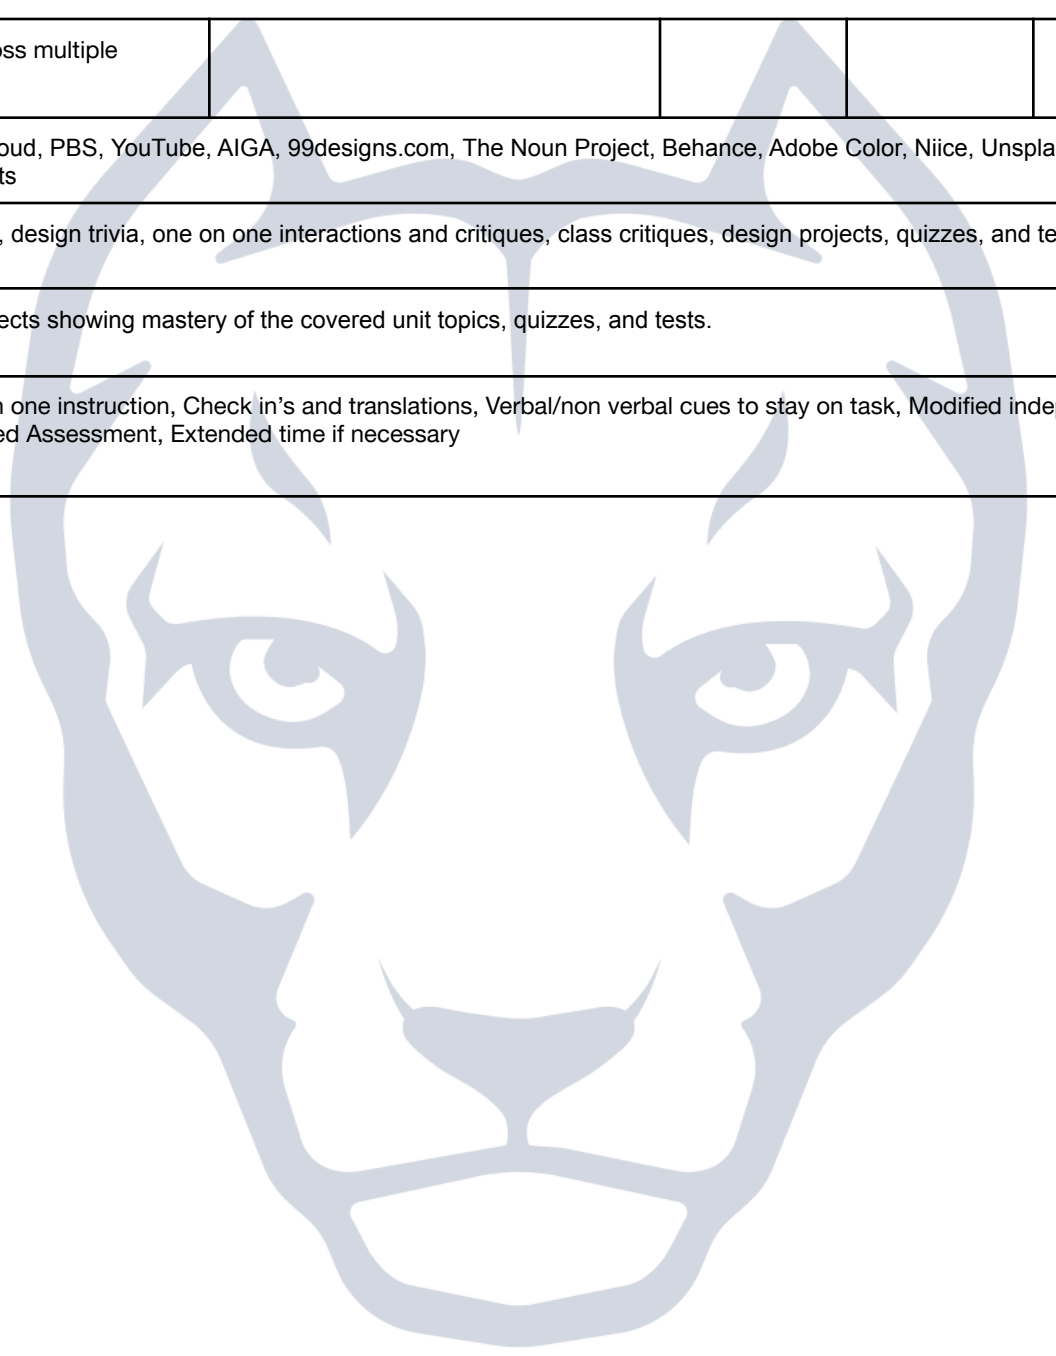 oss multiple
oud, PBS, YouTube, AIGA, 99designs.com, The Noun Project, Behance, Adobe Color, Niice, Unspla
ts
, design trivia, one on one interactions and critiques, class critiques, design projects, quizzes, and te
ects showing mastery of the covered unit topics, quizzes, and tests.
n one instruction, Check in’s and translations, Verbal/non verbal cues to stay on task, Modified inde
ed Assessment, Extended time if necessary